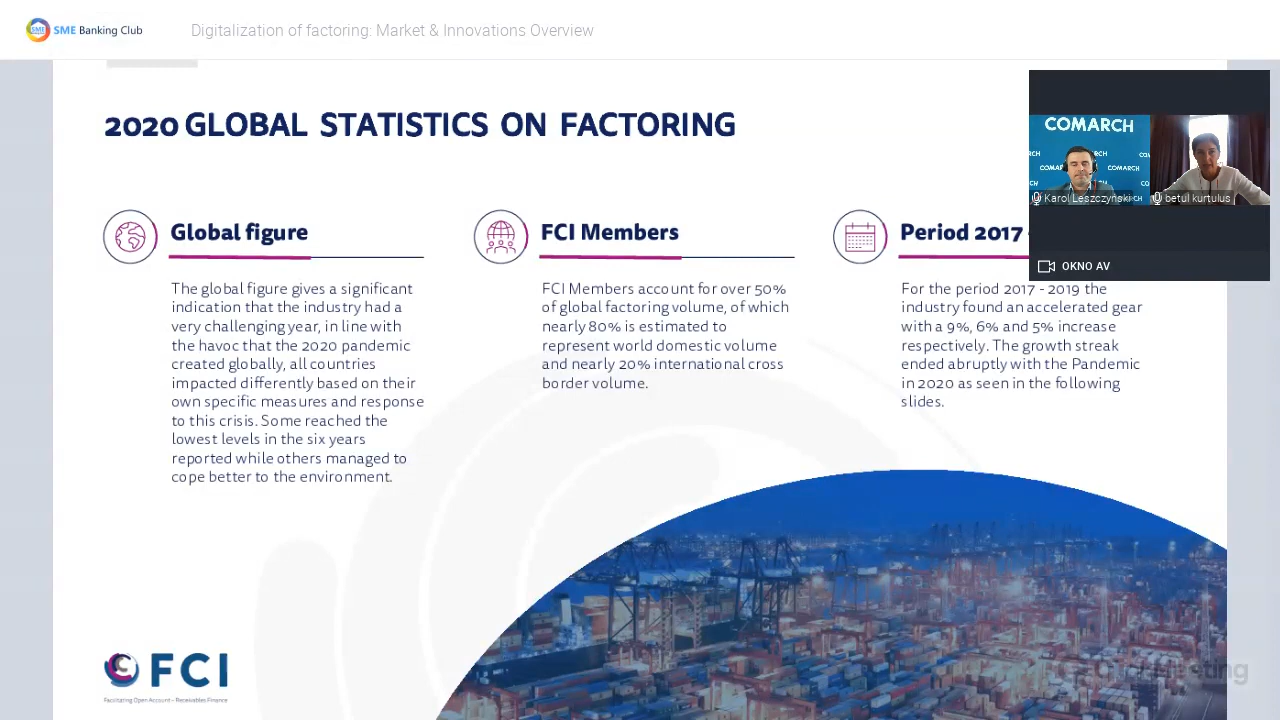 SME Banking Club
Digitalization of factoring: Market & Innovations Overview
2020 GLOBAL STATISTICS ON FACTORING
COMARCH
COMARCH
COMARCH
Karol Leszczyński
betul kurtulus
OKNO AV
Global figure
The global figure gives a significant
indication that the industry had a
very challenging year, in line with
the havoc that the 2020 pandemic
created globally, all countries
impacted differently based on their
own specific measures and response
to this crisis. Some reached the
lowest levels in the six years
reported while others managed to
cope better to the environment.
FCI Members
FCI Members account for over 50%
of global factoring volume, of which
nearly 80% is estimated to
represent world domestic volume
and nearly 20% international cross
border volume.
Period 2017 -
For the period 2017 - 2019 the
industry found an accelerated gear
with a 9%, 6% and 5% increase
respectively. The growth streak
ended abruptly with the Pandemic
in 2020 as seen in the following
slides.
FCI
Facilitating Open Account – Receivables Finance